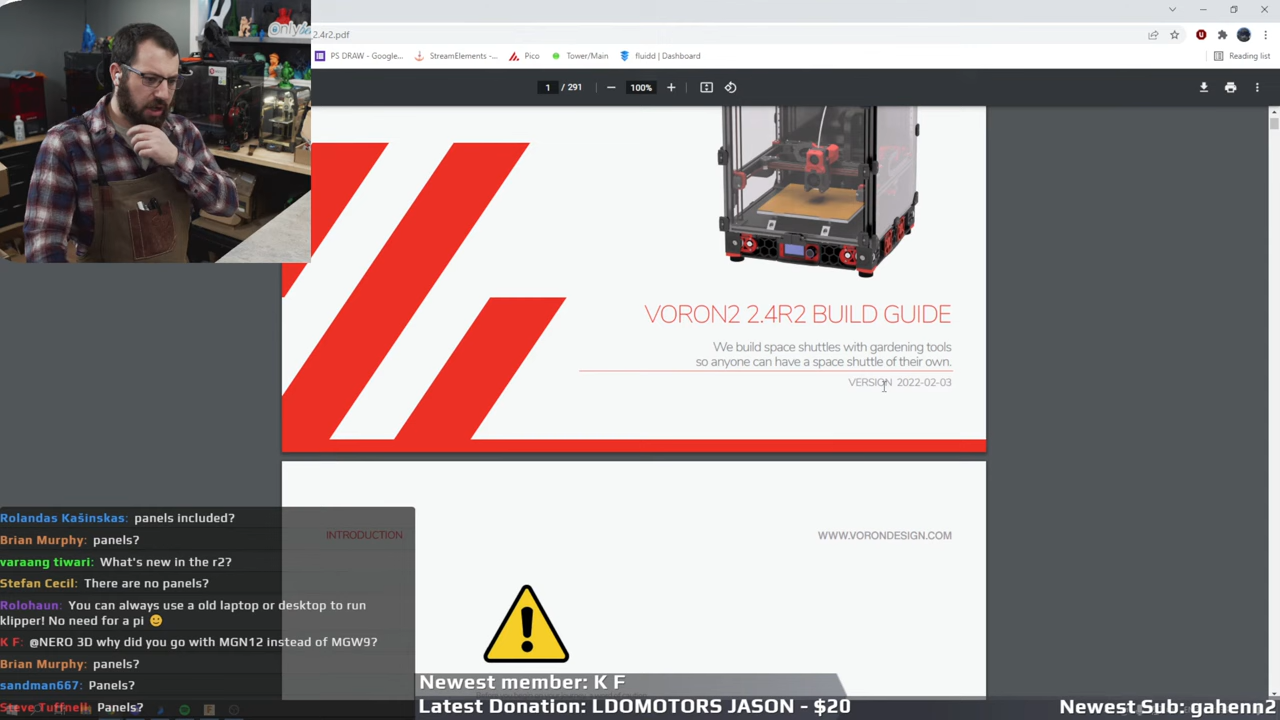 2.4r2.pdf
PS DRAW - Google...
StreamElements -...
Pico
Tower/Main
fluidd | Dashboard
Reading list
1 / 291
100%
VORON2 2.4R2 BUILD GUIDE
We build space shuttles with gardening tools
so anyone can have a space shuttle of their own.
VERSION 2022-02-03
INTRODUCTION
WWW.VORONDESIGN.COM
Rolandas Kašinskas: panels included?
Brian Murphy: panels?
varaang tiwari: What's new in the r2?
Stefan Cecil: There are no panels?
Rolohaun: You can always use a old laptop or desktop to run
klipper! No need for a pi 🙂
K F: @NERO 3D why did you go with MGN12 instead of MGW9?
Brian Murphy: panels?
sandman667: Panels?
Steve Tuffnell: Panels?
Newest member: K F
Latest Donation: LDOMOTORS JASON - $20
Newest Sub: gahenn2